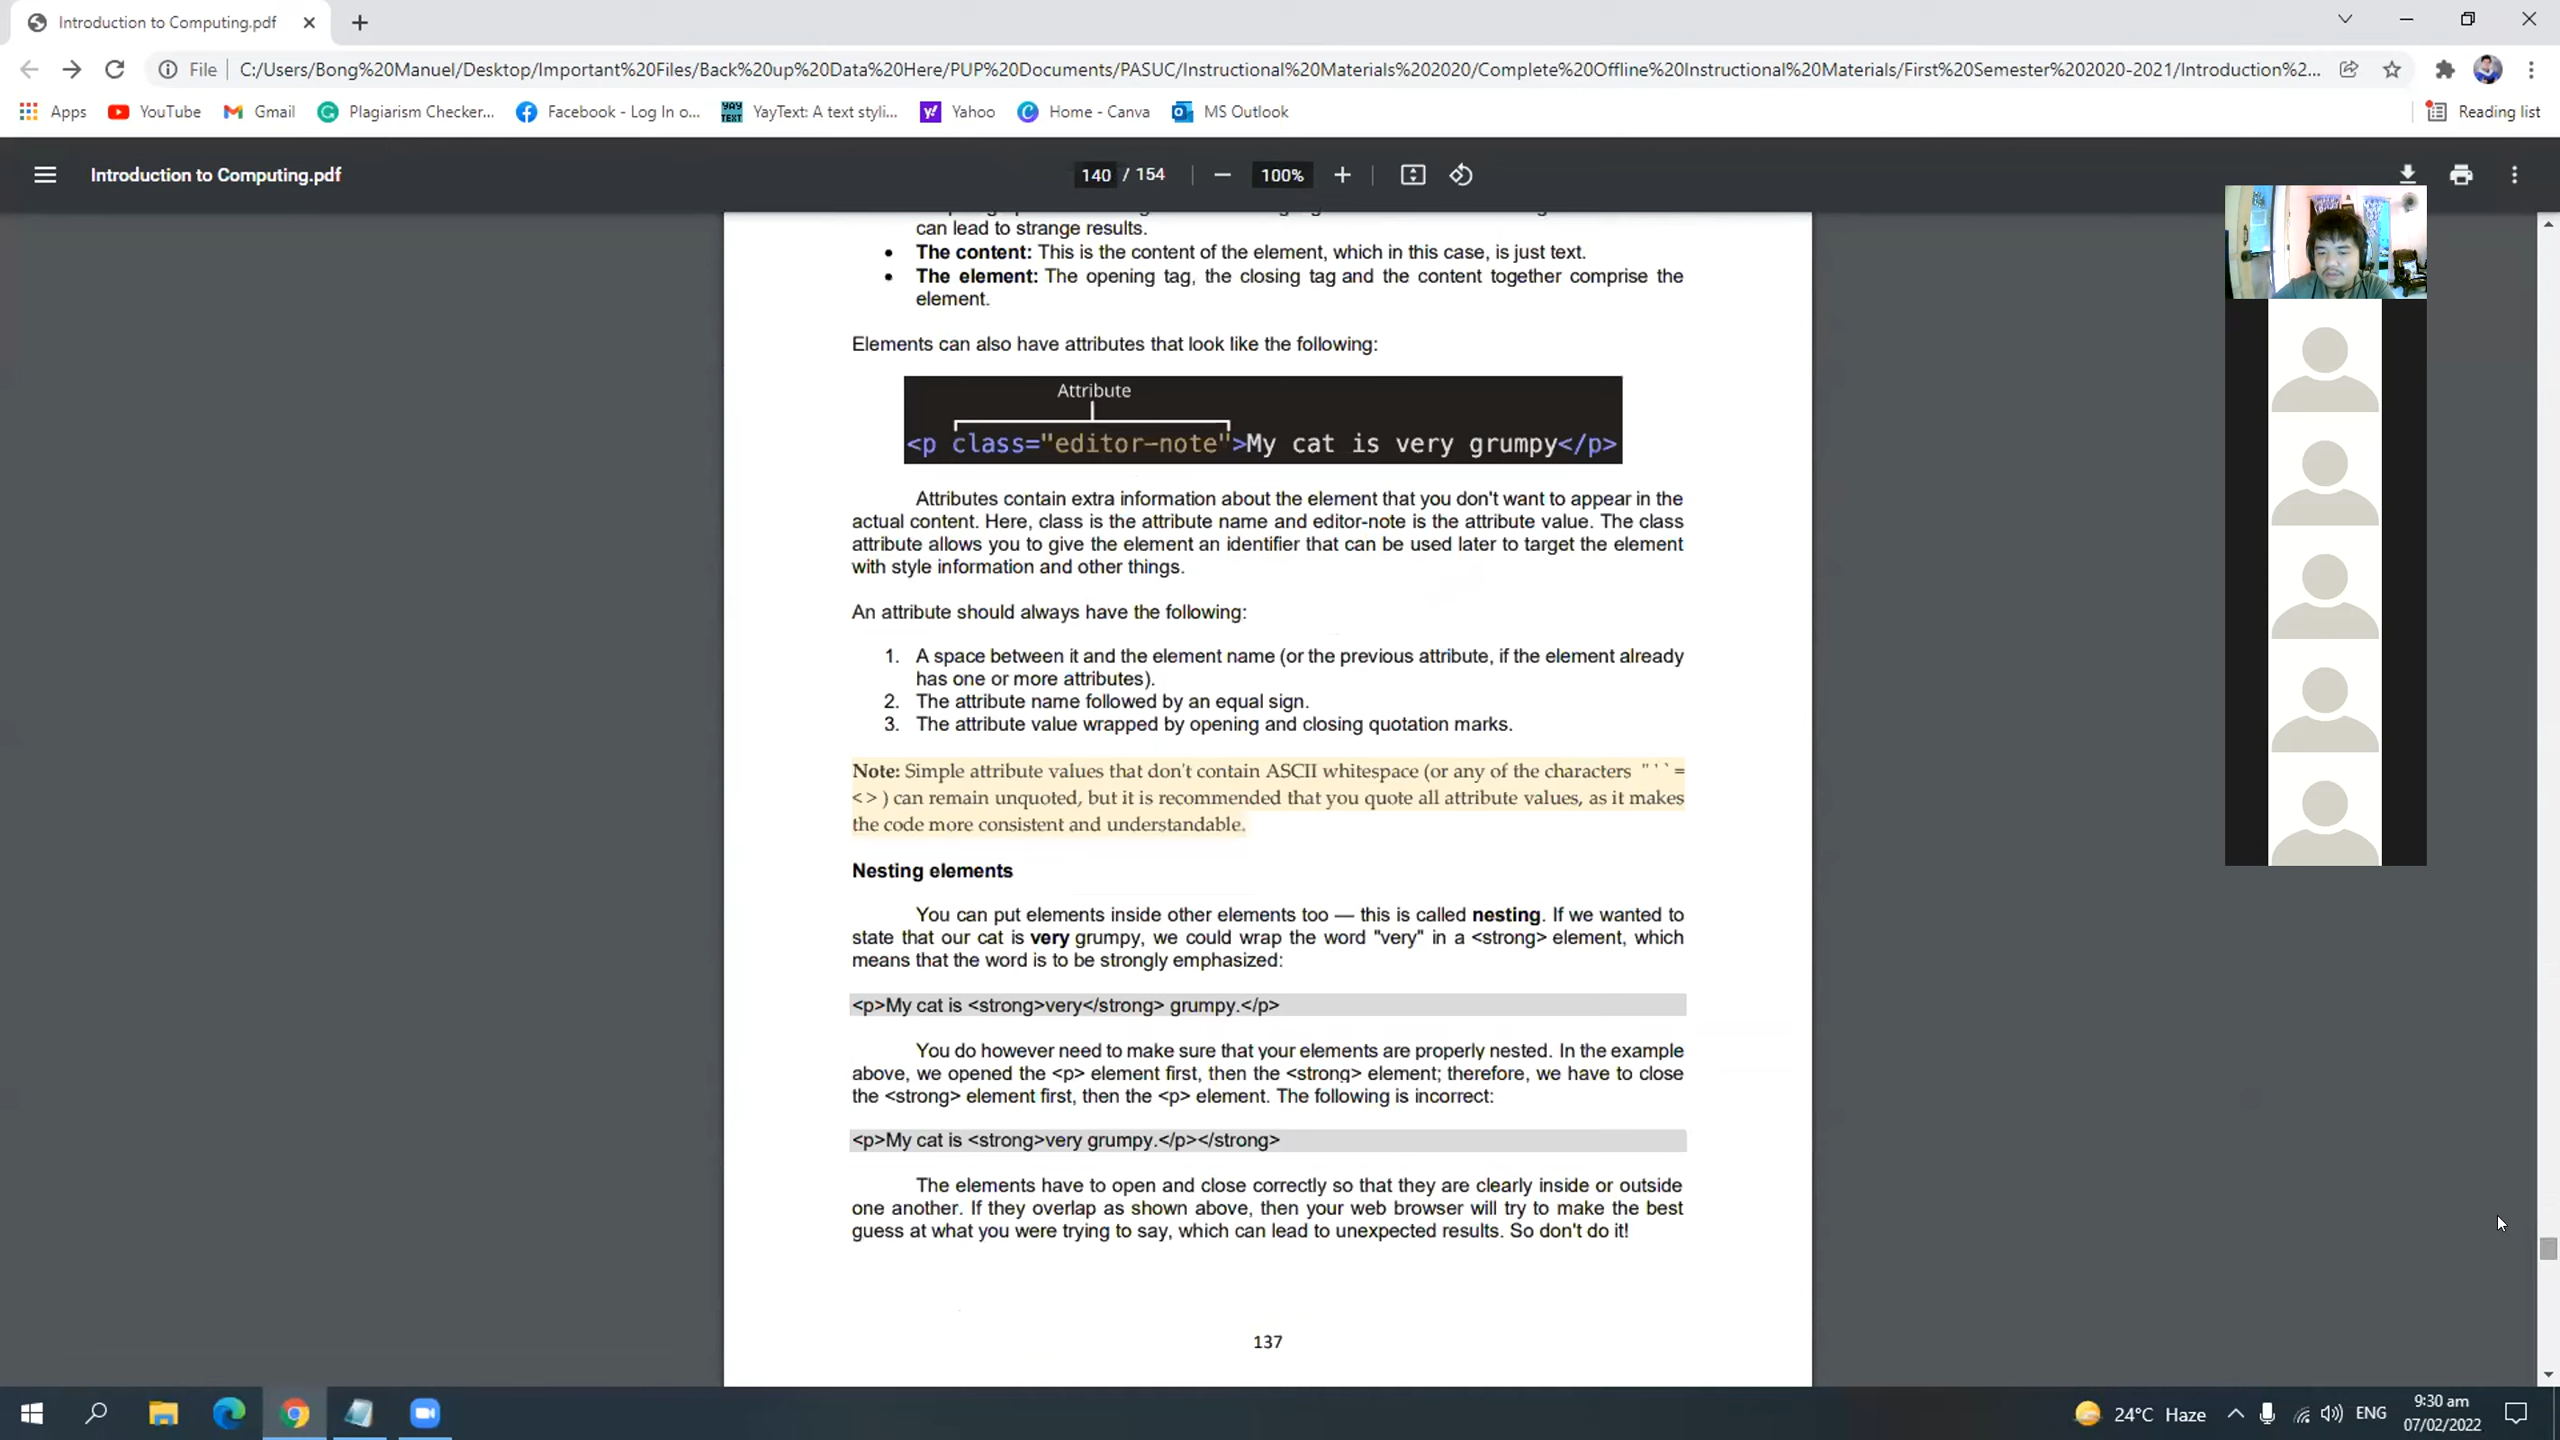 Introduction to Computing.pdf
File
C:/Users/Bong%20Manuel/Desktop/Important%20Files/Back%20up%20Data%20Here/PUP%20Documents/PASUC/Instructional%20Materials%202020/Complete%20Offline%20Instructional%20Materials/First%20Semester%202020-2021/Introduction%2...
Apps
YouTube
Gmail
Plagiarism Checker...
Facebook - Log In o...
YAY TEXT
YayText: A text styli...
Yahoo
Home - Canva
MS Outlook
Reading list
Introduction to Computing.pdf
140 / 154
100%
can lead to strange results.
• The content: This is the content of the element, which in this case, is just text.
• The element: The opening tag, the closing tag and the content together comprise the
element.
Elements can also have attributes that look like the following:
Attribute
<p class="editor-note">My cat is very grumpy</p>
Attributes contain extra information about the element that you don't want to appear in the
actual content. Here, class is the attribute name and editor-note is the attribute value. The class
attribute allows you to give the element an identifier that can be used later to target the element
with style information and other things.
An attribute should always have the following:
1. A space between it and the element name (or the previous attribute, if the element already
has one or more attributes).
2. The attribute name followed by an equal sign.
3. The attribute value wrapped by opening and closing quotation marks.
Note: Simple attribute values that don't contain ASCII whitespace (or any of the characters " ' ` =
< > ) can remain unquoted, but it is recommended that you quote all attribute values, as it makes
the code more consistent and understandable.
Nesting elements
You can put elements inside other elements too — this is called nesting. If we wanted to
state that our cat is very grumpy, we could wrap the word "very" in a <strong> element, which
means that the word is to be strongly emphasized:
<p>My cat is <strong>very</strong> grumpy.</p>
You do however need to make sure that your elements are properly nested. In the example
above, we opened the <p> element first, then the <strong> element; therefore, we have to close
the <strong> element first, then the <p> element. The following is incorrect:
<p>My cat is <strong>very grumpy.</p></strong>
The elements have to open and close correctly so that they are clearly inside or outside
one another. If they overlap as shown above, then your web browser will try to make the best
guess at what you were trying to say, which can lead to unexpected results. So don't do it!
137
24°C Haze
ENG
9:30 am
07/02/2022